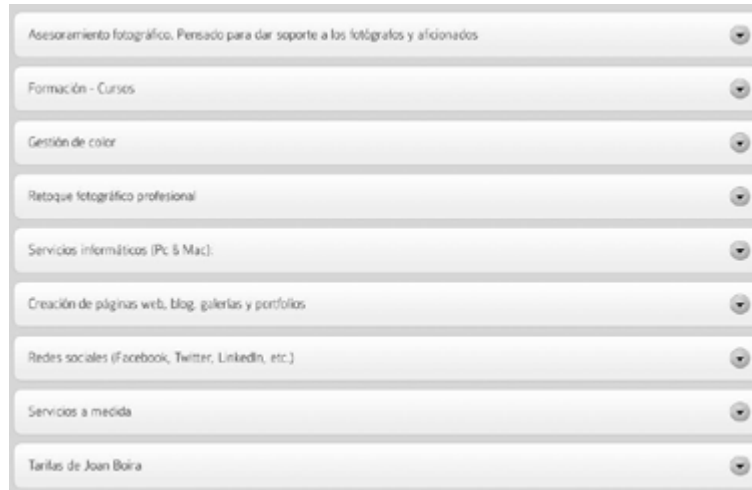 Asesoramiento fotográfico. Pensado para dar soporte a los fotógrafos y aficionados
Formación - Cursos
Gestión de color
Retoque fotográfico profesional
Servicios informáticos (Pc & Mac):
Creación de páginas web, blog, galerías y portfolios
Redes sociales (Facebook, Twitter, LinkedIn, etc.)
Servicios a medida
Tarifas de Joan Boira